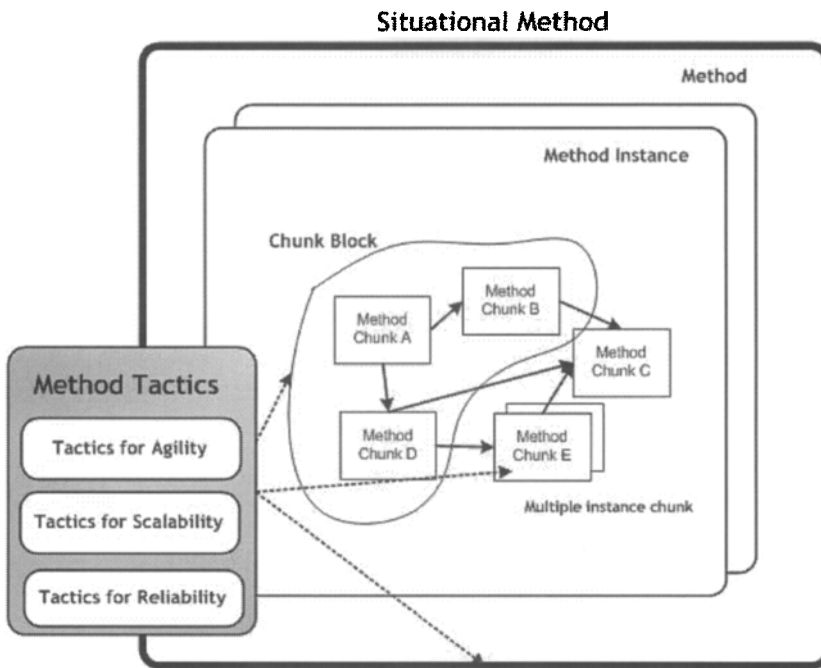 Situational Method
Method
Method Instance
Chunk Block
Method
Chunk A
Method
Chunk B
Method
Chunk C
Method
Chunk D
Method
Chunk E
Multiple instance chunk
Method Tactics
Tactics for Agility
Tactics for Scalability
Tactics for Reliability